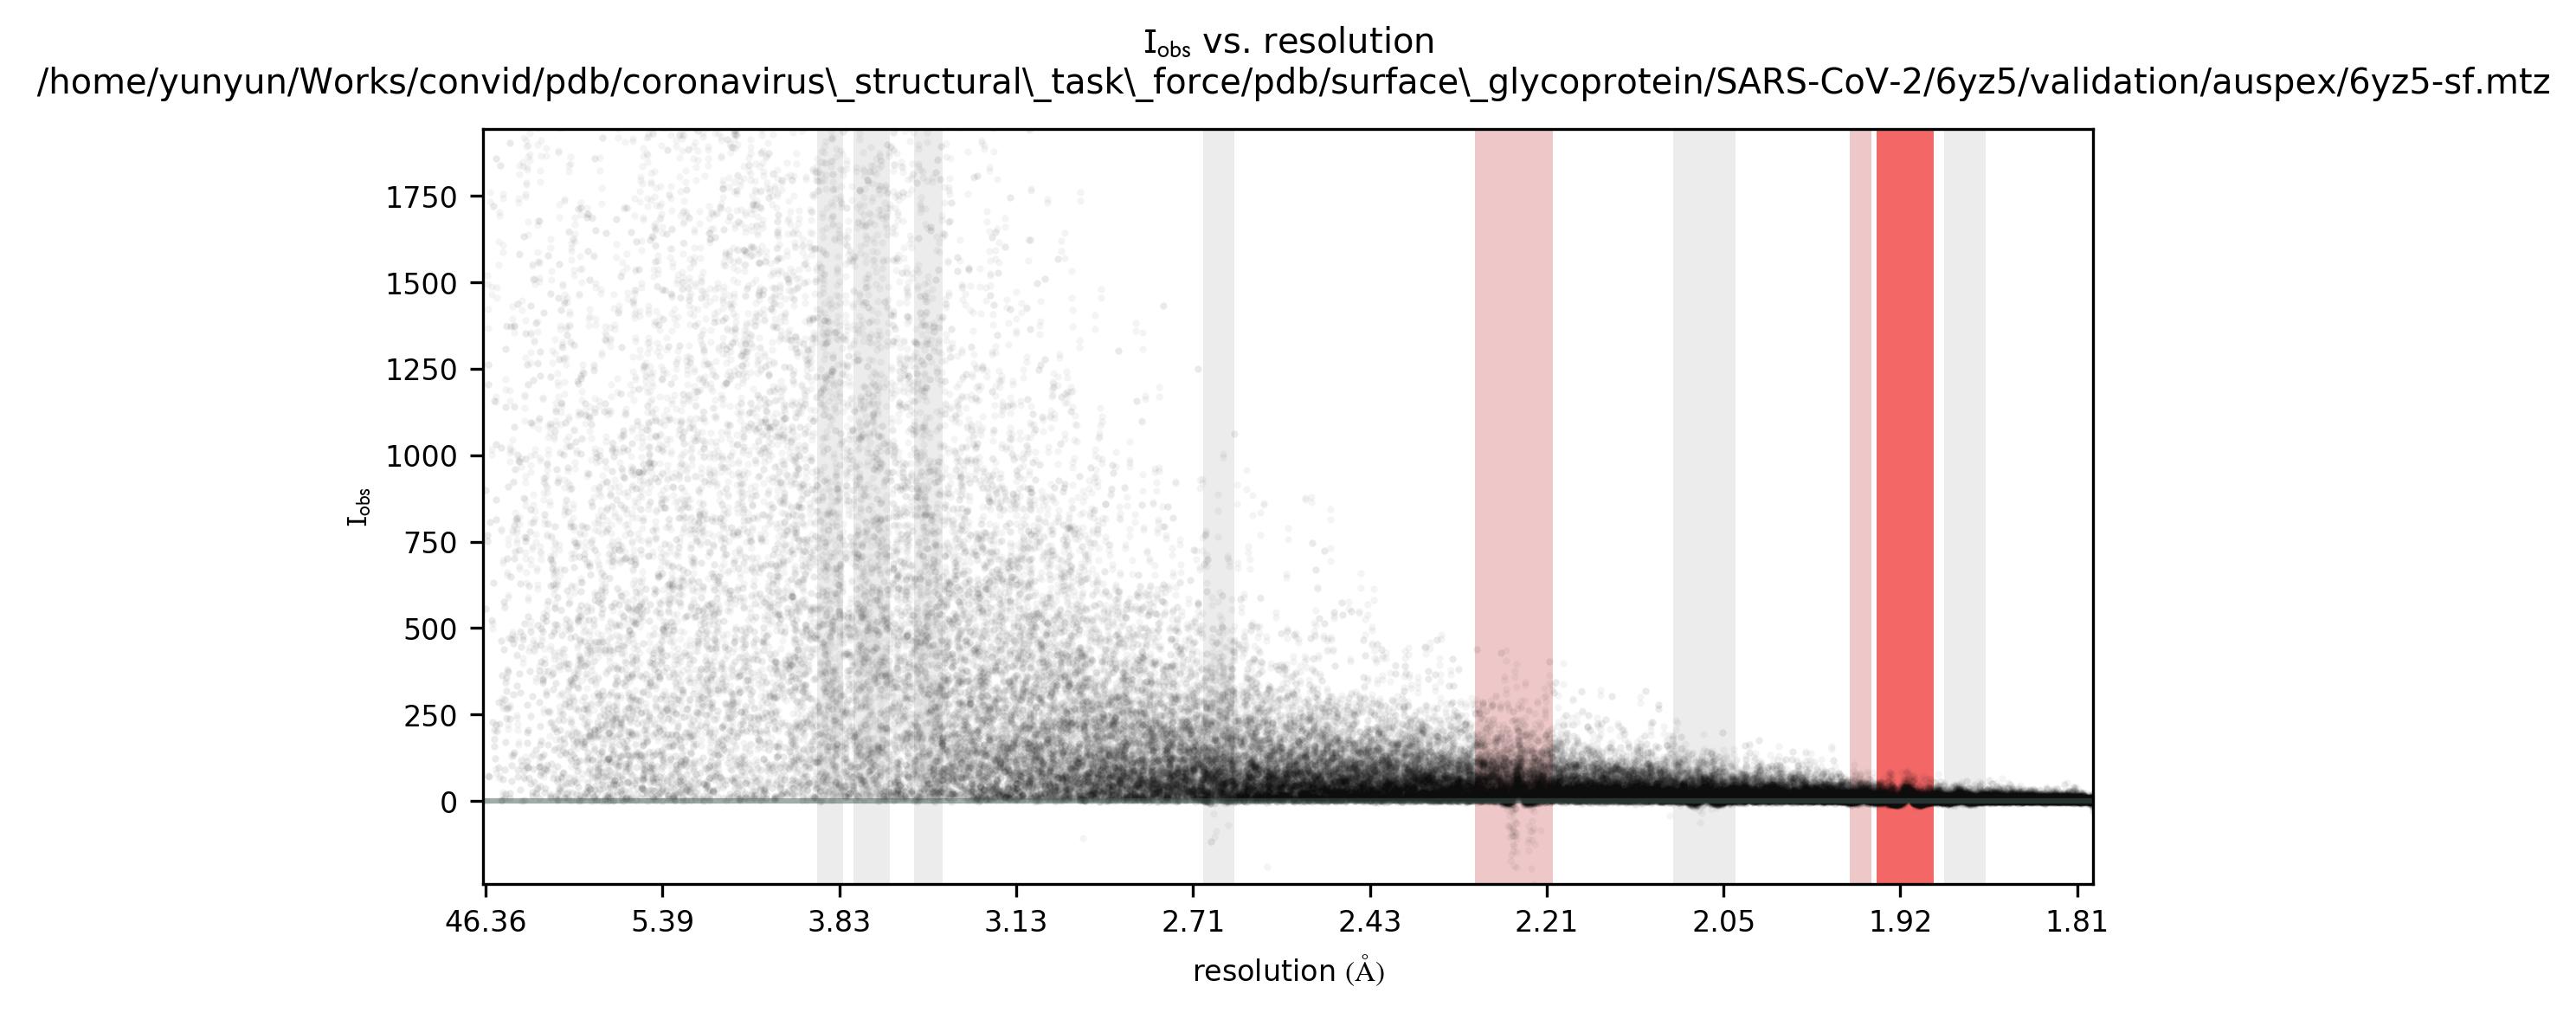 I_obs vs. resolution
/home/yunyun/Works/convid/pdb/coronavirus\_structural\_task\_force/pdb/surface\_glycoprotein/SARS-CoV-2/6yz5/validation/auspex/6yz5-sf.mtz
1750
1500
1250
1000
750
500
250
0
I_obs
46.36 5.39 3.83 3.13 2.71 2.43 2.21 2.05 1.92 1.81
resolution (Å)